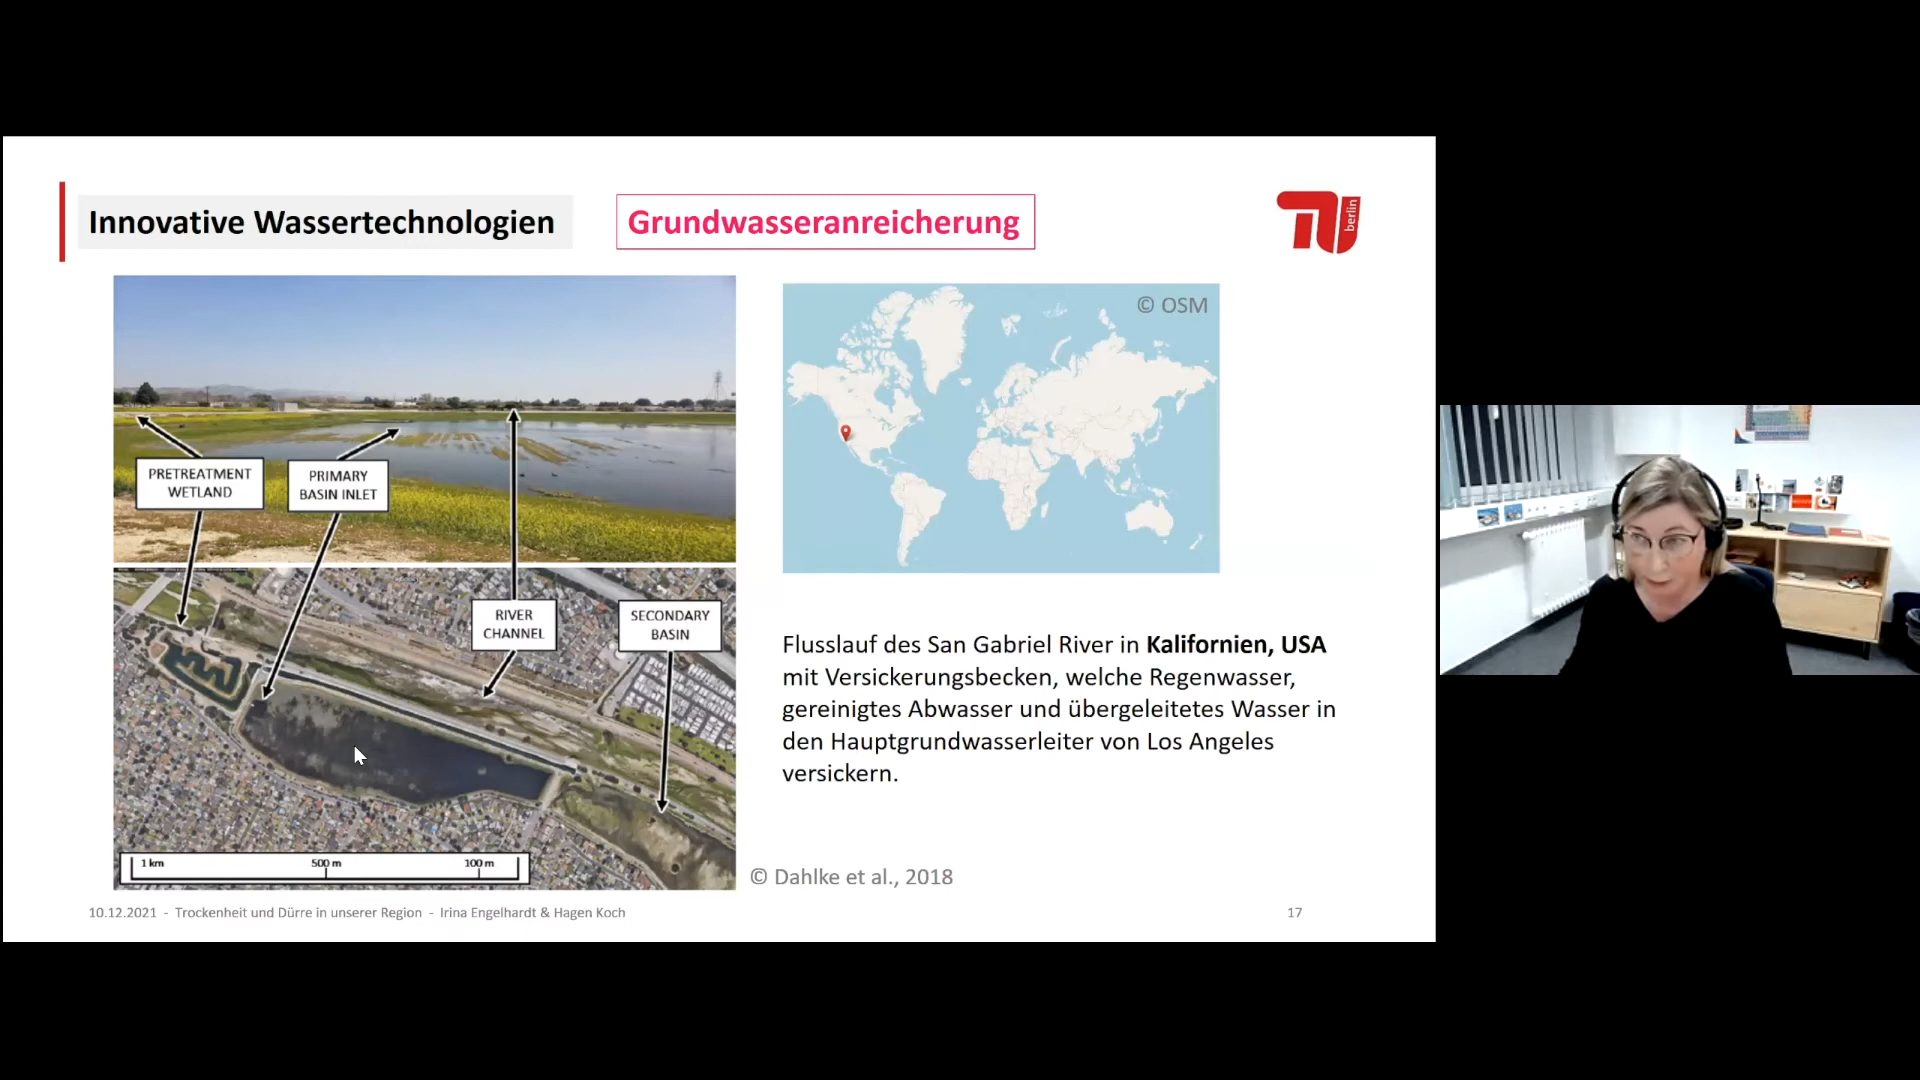 Innovative Wassertechnologien
Grundwasseranreicherung
berlin
PRETREATMENT
WETLAND
PRIMARY
BASIN INLET
RIVER
CHANNEL
SECONDARY
BASIN
1 km
500 m
100 m
© OSM
Flusslauf des San Gabriel River in Kalifornien, USA
mit Versickerungsbecken, welche Regenwasser,
gereinigtes Abwasser und übergeleitetes Wasser in
den Hauptgrundwasserleiter von Los Angeles
versickern.
© Dahlke et al., 2018
10.12.2021 - Trockenheit und Dürre in unserer Region - Irina Engelhardt & Hagen Koch
17